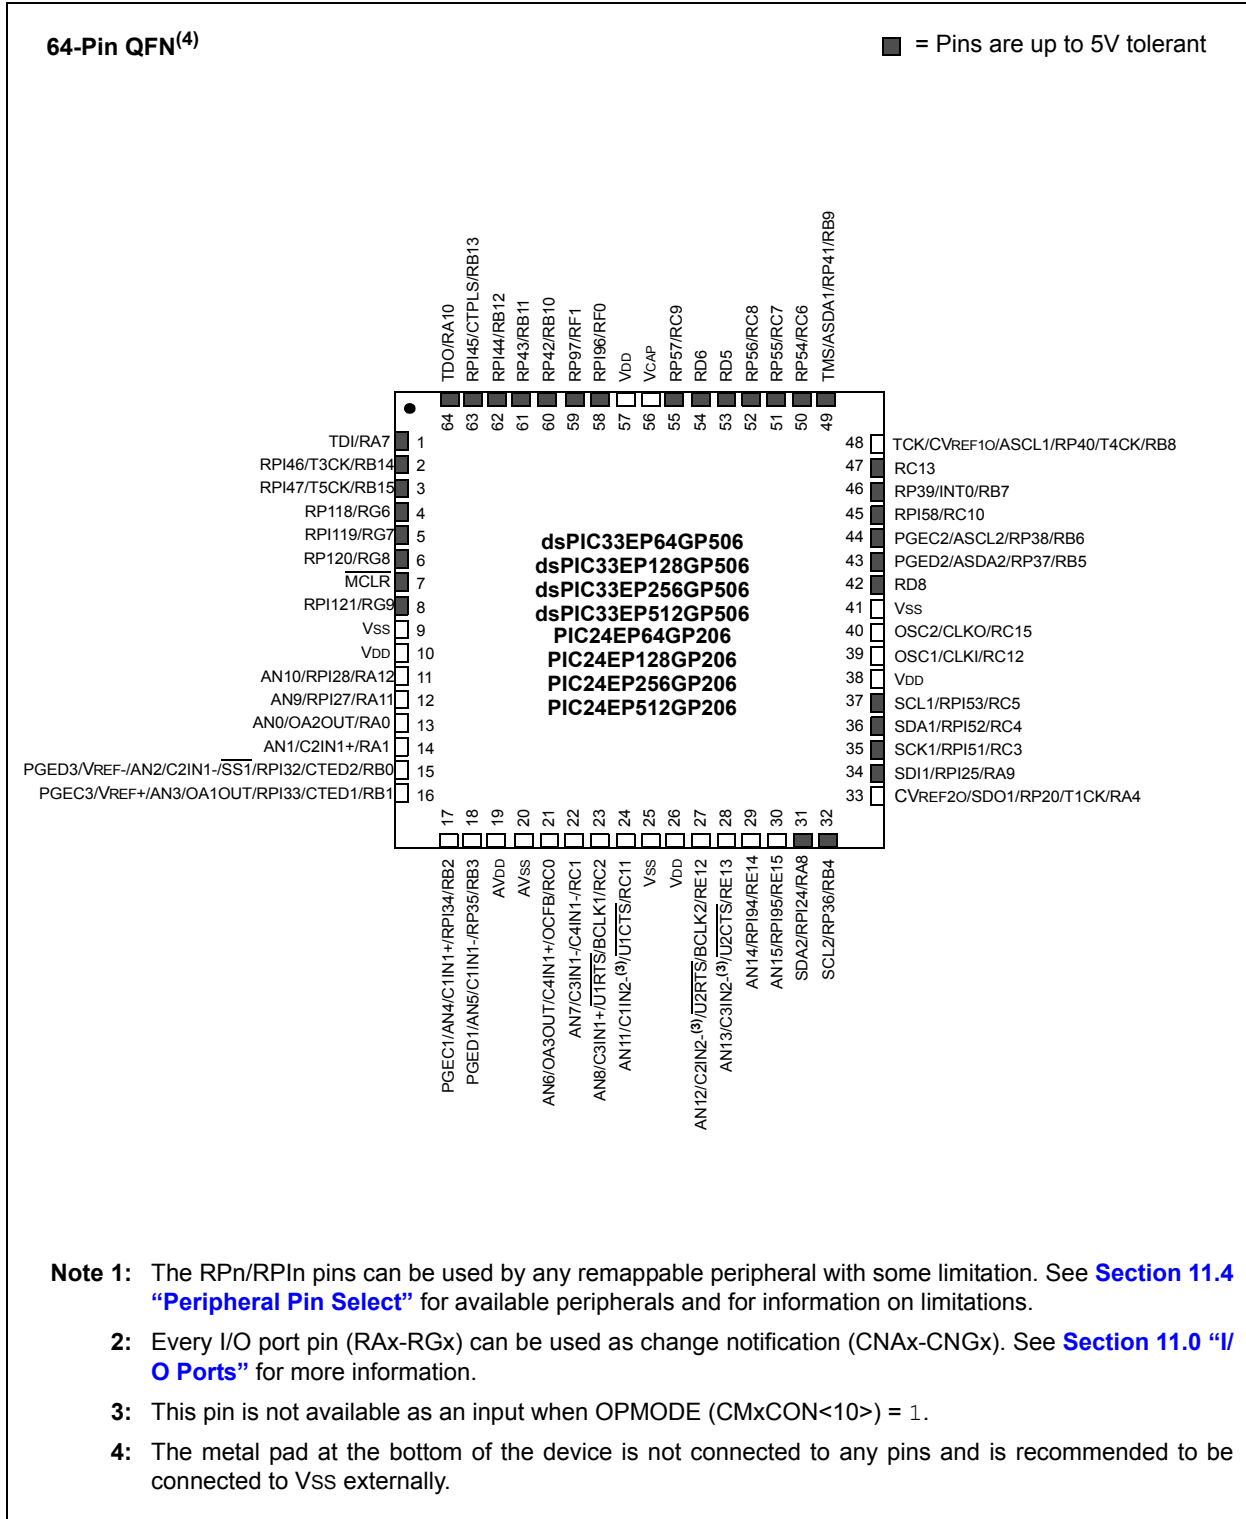 64-Pin QFN(4)
= Pins are up to 5V tolerant
TDO/RA10
RPI45/CTPLS/RB13
RPI44/RB12
RP43/RB11
RP42/RB10
RP97/RF1
RPI96/RF0
VDD
VCAP
RP57/RC9
RD6
RD5
RP56/RC8
RP55/RC7
RP54/RC6
TMS/ASDA1/RP41/RB9
64 63 62 61 60 59 58 57 56 55 54 53 52 51 50 49
TDI/RA7 1
RPI46/T3CK/RB14 2
RPI47/T5CK/RB15 3
RP118/RG6 4
RPI119/RG7 5
RP120/RG8 6
MCLR 7
RPI121/RG9 8
VSS 9
VDD 10
AN10/RPI28/RA12 11
AN9/RPI27/RA11 12
AN0/OA2OUT/RA0 13
AN1/C2IN1+/RA1 14
PGED3/VREF-/AN2/C2IN1-/SS1/RPI32/CTED2/RB0 15
PGEC3/VREF+/AN3/OA1OUT/RPI33/CTED1/RB1 16
dsPIC33EP64GP506
dsPIC33EP128GP506
dsPIC33EP256GP506
dsPIC33EP512GP506
PIC24EP64GP206
PIC24EP128GP206
PIC24EP256GP206
PIC24EP512GP206
48 TCK/CVREF1O/ASCL1/RP40/T4CK/RB8
47 RC13
46 RP39/INT0/RB7
45 RPI58/RC10
44 PGEC2/ASCL2/RP38/RB6
43 PGED2/ASDA2/RP37/RB5
42 RD8
41 VSS
40 OSC2/CLKO/RC15
39 OSC1/CLKI/RC12
38 VDD
37 SCL1/RPI53/RC5
36 SDA1/RPI52/RC4
35 SCK1/RPI51/RC3
34 SDI1/RPI25/RA9
33 CVREF2O/SDO1/RP20/T1CK/RA4
17 18 19 20 21 22 23 24 25 26 27 28 29 30 31 32
PGEC1/AN4/C1IN1+/RPI34/RB2
PGED1/AN5/C1IN1-/RP35/RB3
AVDD
AVSS
AN6/OA3OUT/C4IN1+/OCFB/RC0
AN7/C3IN1-/C4IN1-/RC1
AN8/C3IN1+/U1RTS/BCLK1/RC2
AN11/C1IN2-(3)/U1CTS/RC11
VSS
VDD
AN12/C2IN2-(3)/U2RTS/BCLK2/RE12
AN13/C3IN2-(3)/U2CTS/RE13
AN14/RPI94/RE14
AN15/RPI95/RE15
SDA2/RPI24/RA8
SCL2/RP36/RB4
Note 1: The RPn/RPIn pins can be used by any remappable peripheral with some limitation. See Section 11.4
“Peripheral Pin Select” for available peripherals and for information on limitations.
2: Every I/O port pin (RAx-RGx) can be used as change notification (CNAx-CNGx). See Section 11.0 “I/
O Ports” for more information.
3: This pin is not available as an input when OPMODE (CMxCON<10>) = 1.
4: The metal pad at the bottom of the device is not connected to any pins and is recommended to be
connected to VSS externally.